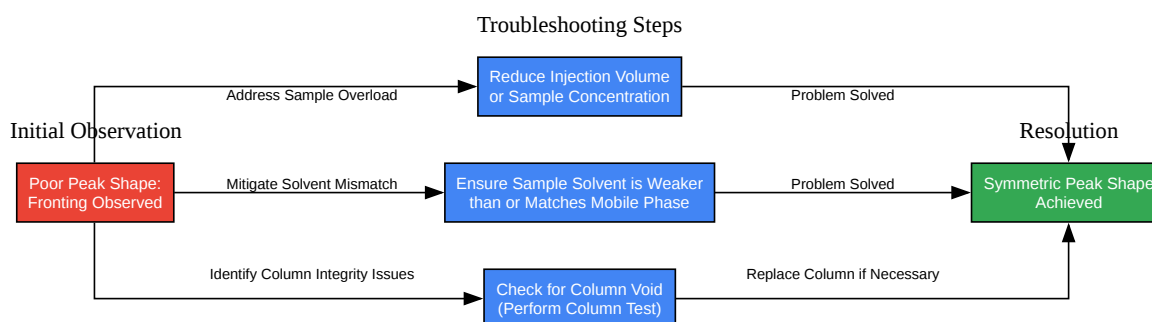 Troubleshooting Steps
Address Sample Overload
Reduce Injection Volume
or Sample Concentration
Problem Solved
Initial Observation
Resolution
Poor Peak Shape:
Fronting Observed
Mitigate Solvent Mismatch
Ensure Sample Solvent is Weaker
than or Matches Mobile Phase
Problem Solved
Symmetric Peak Shape
Achieved
Identify Column Integrity Issues
Check for Column Void
(Perform Column Test)
Replace Column if Necessary